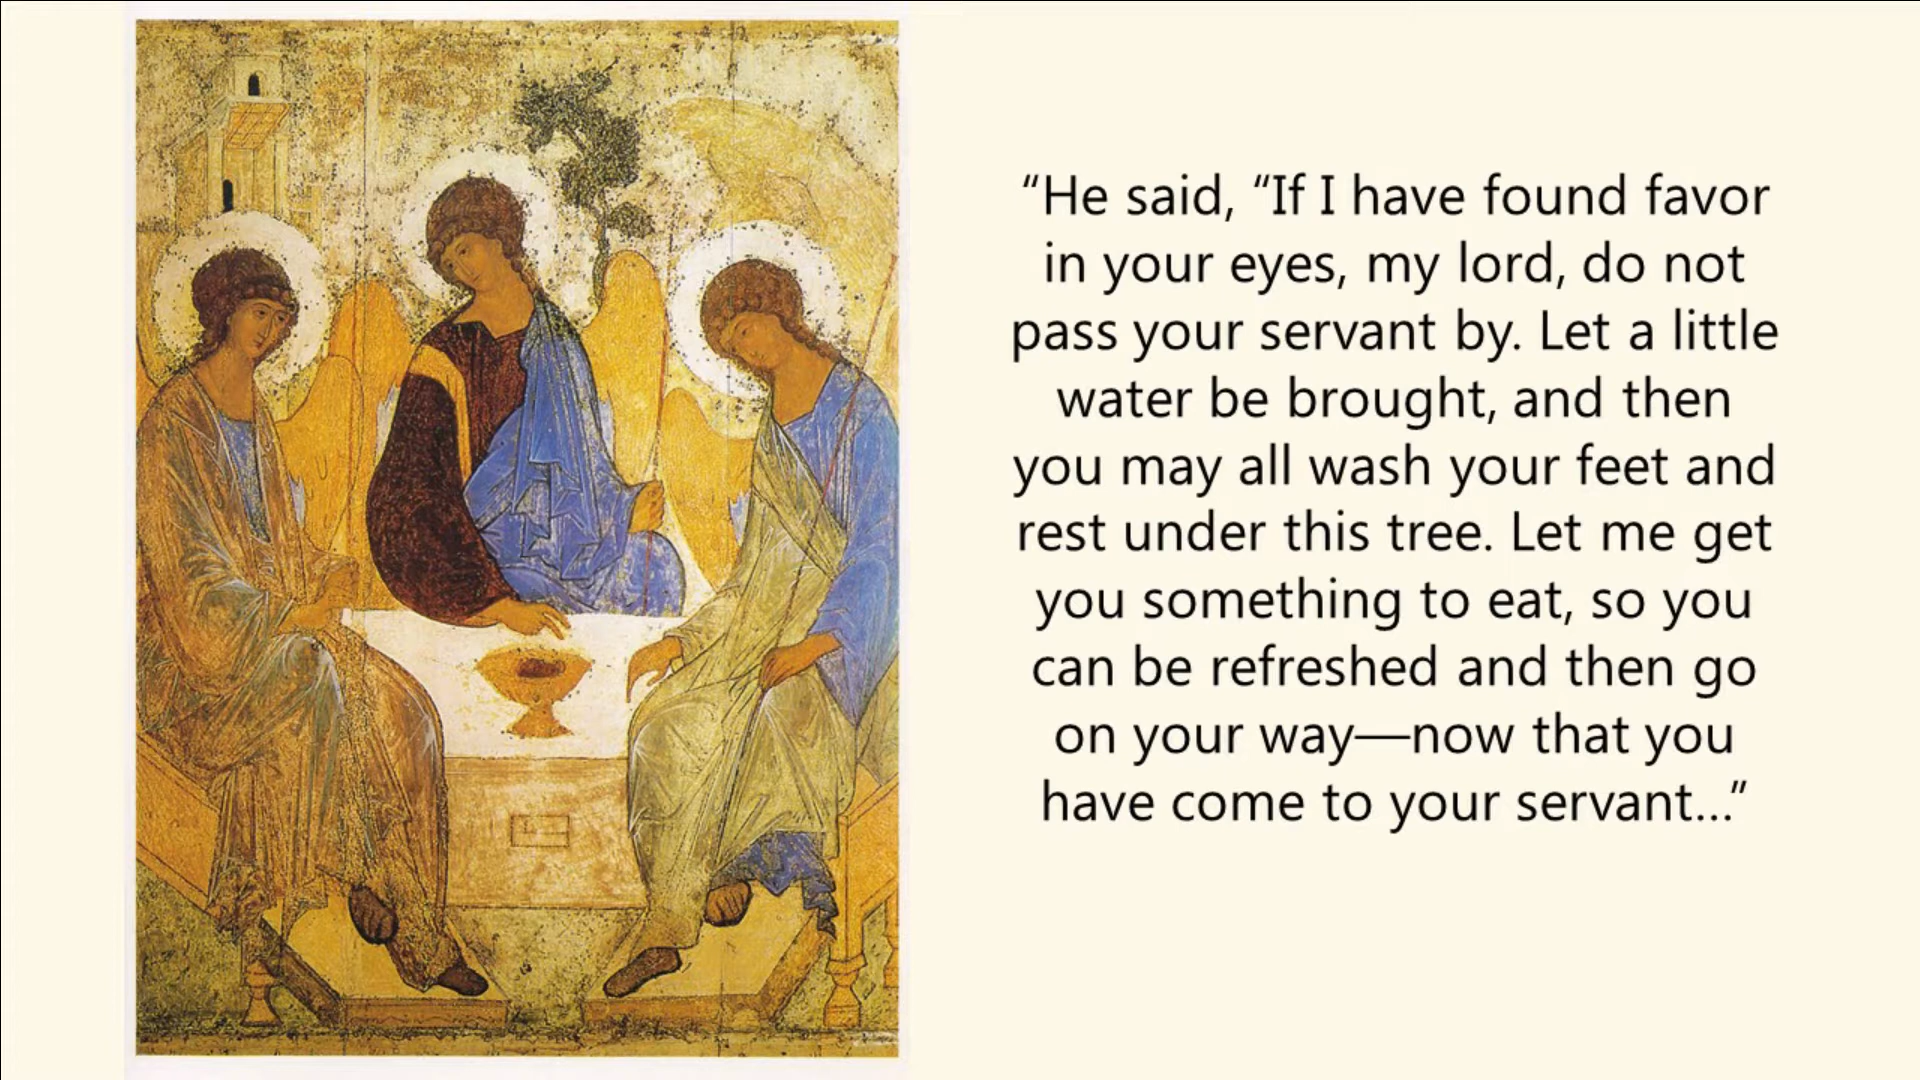 “He said, “If I have found favor
in your eyes, my lord, do not
pass your servant by. Let a little
water be brought, and then
you may all wash your feet and
rest under this tree. Let me get
you something to eat, so you
can be refreshed and then go
on your way—now that you
have come to your servant...”